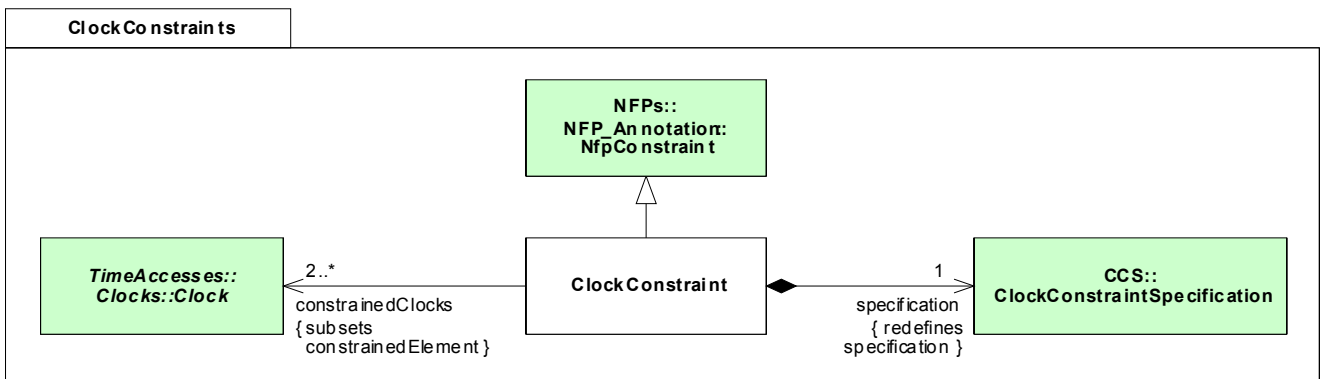 ClockConstraints
NFPs::
NFP_Annotation::
NfpConstraint
TimeAccesses::
Clocks::Clock
2..*
constrainedClocks
{ subsets
constrainedElement }
ClockConstraint
1
specification
{ redefines
specification }
CCS::
ClockConstraintSpecification